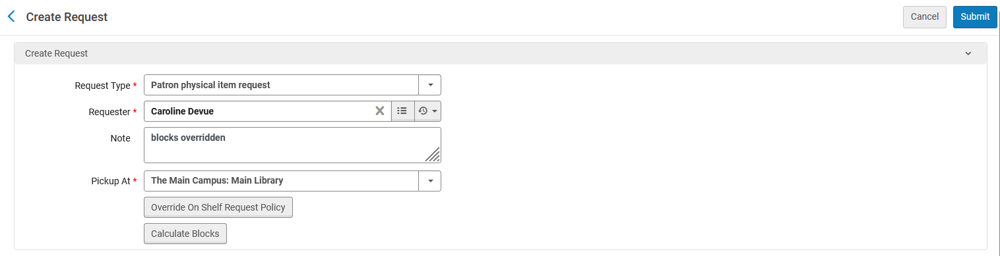 Create Request
Cancel
Submit
Create Request
Request Type *
Patron physical item request
Requester *
Caroline Devue
Note
blocks overridden
Pickup At *
The Main Campus: Main Library
Override On Shelf Request Policy
Calculate Blocks